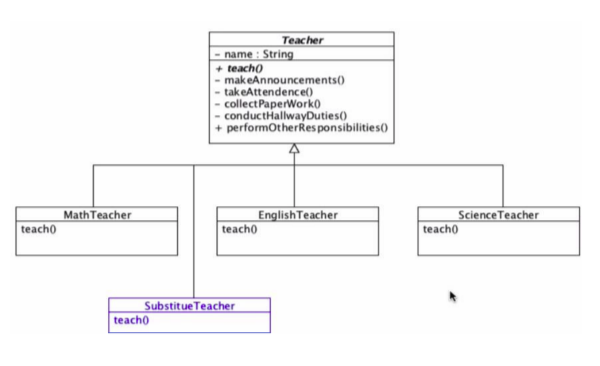 Teacher
- name : String
+ teach()
- makeAnnouncements()
- takeAttendence()
- collectPaperWork()
- conductHallwayDuties()
+ performOtherResponsibilities()
MathTeacher
teach()
EnglishTeacher
teach()
ScienceTeacher
teach()
SubstitueTeacher
teach()